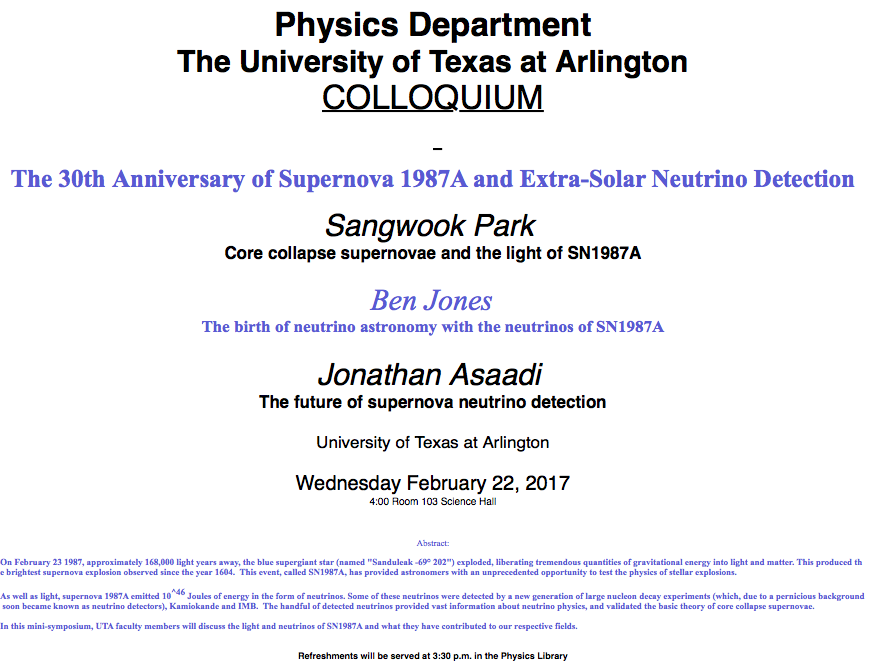 Physics Department
The University of Texas at Arlington
COLLOQUIUM
The 30th Anniversary of Supernova 1987A and Extra-Solar Neutrino Detection
Sangwook Park
Core collapse supernovae and the light of SN1987A
Ben Jones
The birth of neutrino astronomy with the neutrinos of SN1987A
Jonathan Asaadi
The future of supernova neutrino detection
University of Texas at Arlington
Wednesday February 22, 2017
4:00 Room 103 Science Hall
Abstract:
On February 23 1987, approximately 168,000 light years away, the blue supergiant star (named "Sanduleak -69° 202") exploded, liberating tremendous quantities of gravitational energy into light and matter. This produced th
e brightest supernova explosion observed since the year 1604. This event, called SN1987A, has provided astronomers with an unprecedented opportunity to test the physics of stellar explosions.
As well as light, supernova 1987A emitted 10^46 Joules of energy in the form of neutrinos. Some of these neutrinos were detected by a new generation of large nucleon decay experiments (which, due to a pernicious background
soon became known as neutrino detectors), Kamiokande and IMB. The handful of detected neutrinos provided vast information about neutrino physics, and validated the basic theory of core collapse supernovae.
In this mini-symposium, UTA faculty members will discuss the light and neutrinos of SN1987A and what they have contributed to our respective fields.
Refreshments will be served at 3:30 p.m. in the Physics Library